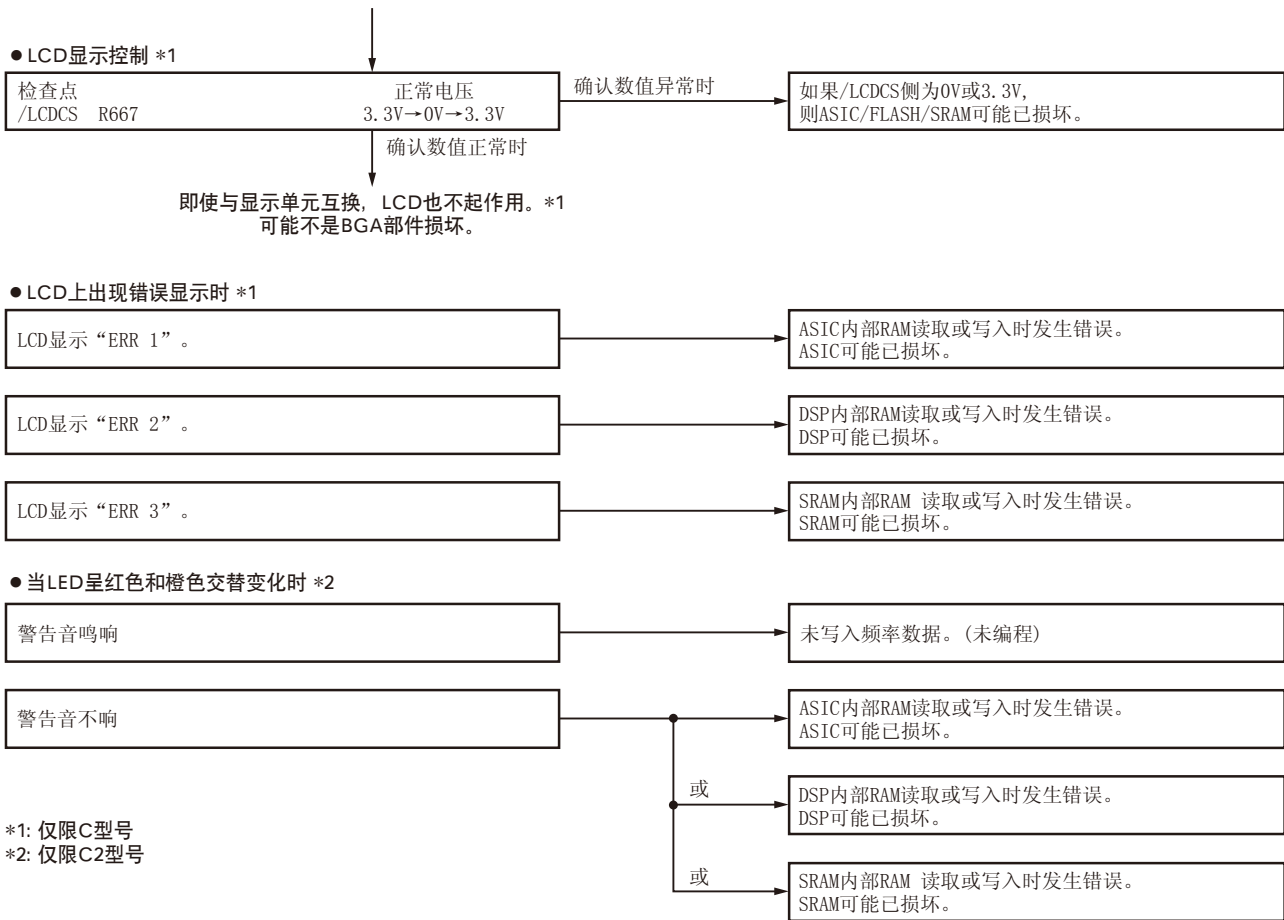 ●LCD显示控制 *1
检查点 正常电压
/LCDCS R667 3.3V→0V→3.3V
确认数值异常时
如果/LCDCS侧为0V或3.3V,
则ASIC/FLASH/SRAM可能已损坏。
确认数值正常时
即使与显示单元互换, LCD也不起作用。*1
可能不是BGA部件损坏。
●LCD上出现错误显示时 *1
LCD显示“ERR 1”。
ASIC内部RAM读取或写入时发生错误。
ASIC可能已损坏。
LCD显示“ERR 2”。
DSP内部RAM读取或写入时发生错误。
DSP可能已损坏。
LCD显示“ERR 3”。
SRAM内部RAM 读取或写入时发生错误。
SRAM可能已损坏。
●当LED呈红色和橙色交替变化时 *2
警告音鸣响
未写入频率数据。(未编程)
警告音不响
ASIC内部RAM读取或写入时发生错误。
ASIC可能已损坏。
或
DSP内部RAM读取或写入时发生错误。
DSP可能已损坏。
或
SRAM内部RAM 读取或写入时发生错误。
SRAM可能已损坏。
*1: 仅限C型号
*2: 仅限C2型号